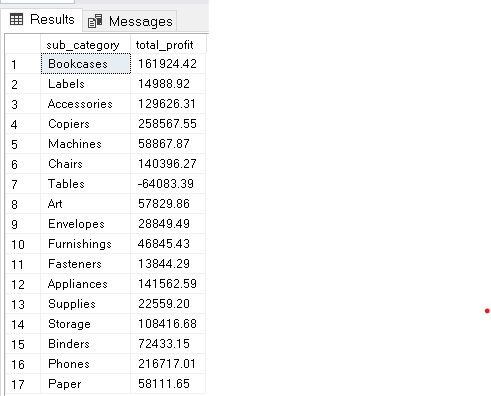 Results Messages
sub_category total_profit
1 Bookcases 161924.42
2 Labels 14988.92
3 Accessories 129626.31
4 Copiers 258567.55
5 Machines 58867.87
6 Chairs 140396.27
7 Tables -64083.39
8 Art 57829.86
9 Envelopes 28849.49
10 Furnishings 46845.43
11 Fasteners 13844.29
12 Appliances 141562.59
13 Supplies 22559.20
14 Storage 108416.68
15 Binders 72433.15
16 Phones 216717.01
17 Paper 58111.65